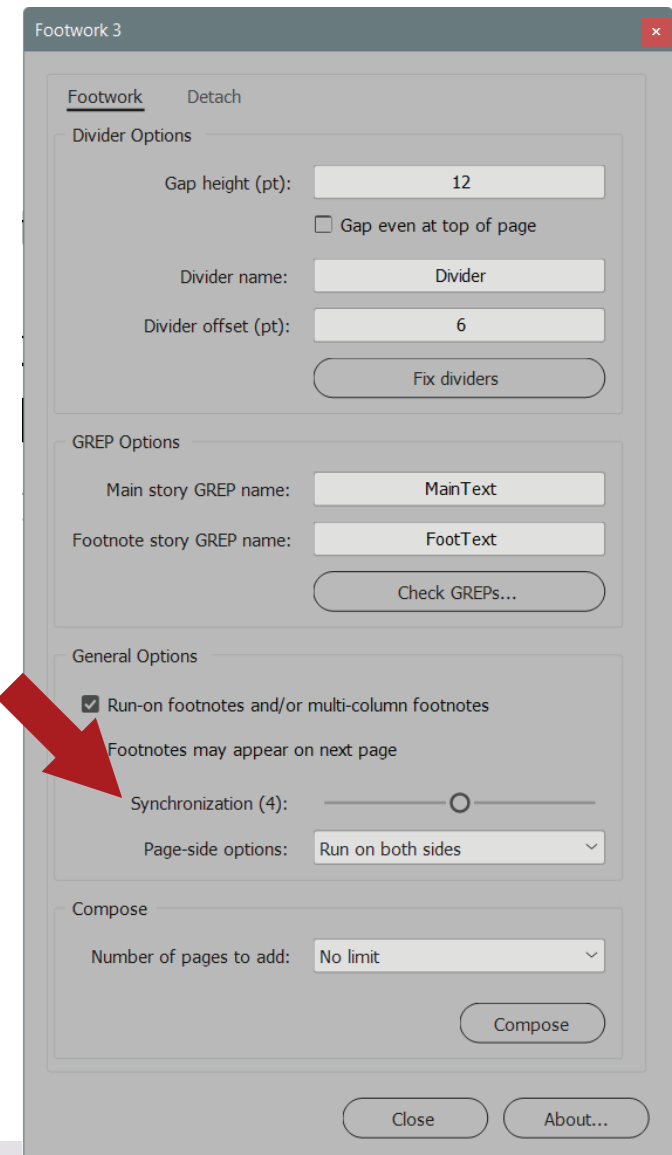 Footwork 3
x
Footwork Detach
Divider Options
Gap height (pt): 12
Gap even at top of page
Divider name: Divider
Divider offset (pt): 6
Fix dividers
GREP Options
Main story GREP name: MainText
Footnote story GREP name: FootText
Check GREPs...
General Options
Run-on footnotes and/or multi-column footnotes
Footnotes may appear on next page
Synchronization (4):
Page-side options: Run on both sides
Compose
Number of pages to add: No limit
Compose
Close About...